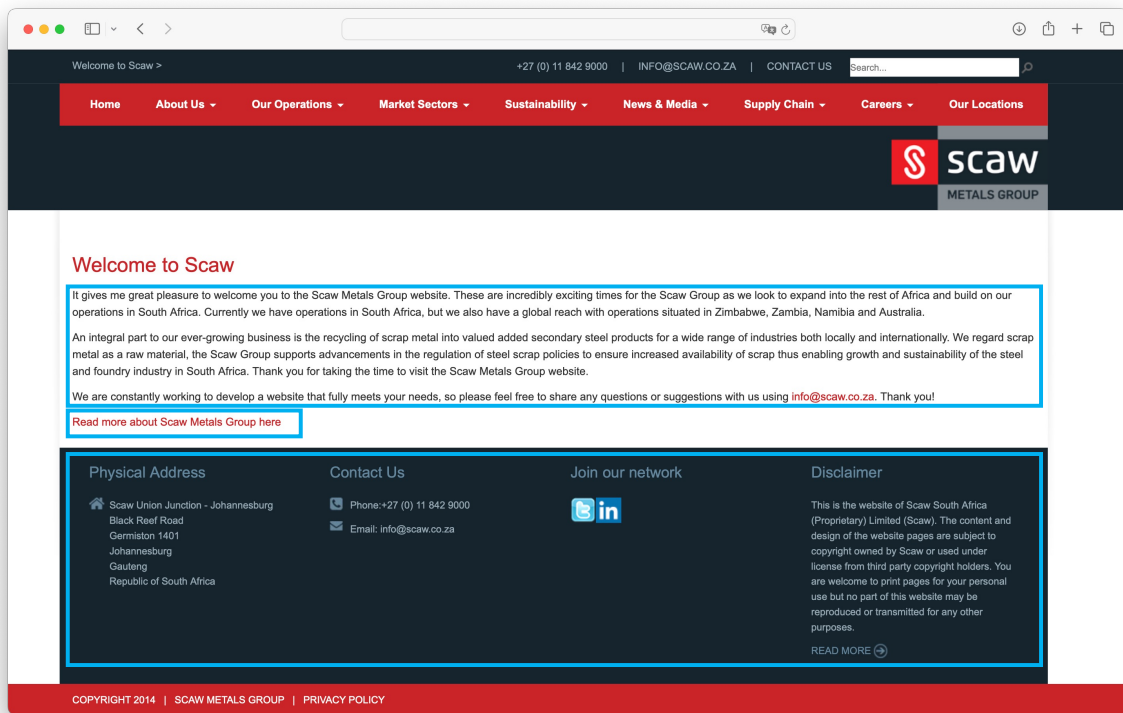 Welcome to Scaw >
+27 (0) 11 842 9000 | INFO@SCAW.CO.ZA | CONTACT US Search...
Home About Us Our Operations Market Sectors Sustainability News & Media Supply Chain Careers Our Locations
scaw
METALS GROUP
Welcome to Scaw
It gives me great pleasure to welcome you to the Scaw Metals Group website. These are incredibly exciting times for the Scaw Group as we look to expand into the rest of Africa and build on our
operations in South Africa. Currently we have operations in South Africa, but we also have a global reach with operations situated in Zimbabwe, Zambia, Namibia and Australia.
An integral part to our ever-growing business is the recycling of scrap metal into valued added secondary steel products for a wide range of industries both locally and internationally. We regard scrap
metal as a raw material, the Scaw Group supports advancements in the regulation of steel scrap policies to ensure increased availability of scrap thus enabling growth and sustainability of the steel
and foundry industry in South Africa. Thank you for taking the time to visit the Scaw Metals Group website.
We are constantly working to develop a website that fully meets your needs, so please feel free to share any questions or suggestions with us using info@scaw.co.za. Thank you!
Read more about Scaw Metals Group here
Physical Address
Scaw Union Junction - Johannesburg
Black Reef Road
Germiston 1401
Johannesburg
Gauteng
Republic of South Africa
Contact Us
Phone:+27 (0) 11 842 9000
Email: info@scaw.co.za
Join our network
in
Disclaimer
This is the website of Scaw South Africa
(Proprietary) Limited (Scaw). The content and
design of the website pages are subject to
copyright owned by Scaw or used under
license from third party copyright holders. You
are welcome to print pages for your personal
use but no part of this website may be
reproduced or transmitted for any other
purposes.
READ MORE
COPYRIGHT 2014 | SCAW METALS GROUP | PRIVACY POLICY